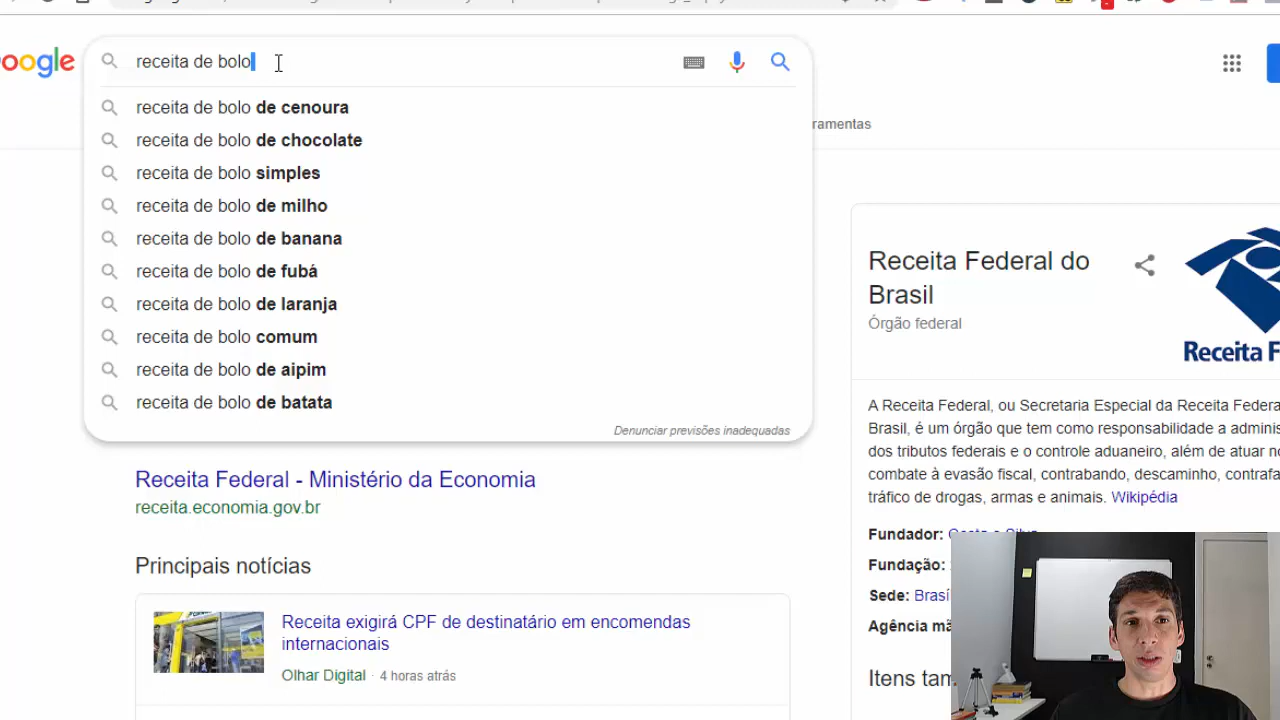 Google
receita de bolo
receita de bolo de cenoura
receita de bolo de chocolate
receita de bolo simples
receita de bolo de milho
receita de bolo de banana
receita de bolo de fubá
receita de bolo de laranja
receita de bolo comum
receita de bolo de aipim
receita de bolo de batata
Denunciar previsões inadequadas
ramentas
Receita Federal - Ministério da Economia
receita.economia.gov.br
Principais notícias
Receita exigirá CPF de destinatário em encomendas
internacionais
Olhar Digital · 4 horas atrás
Receita Federal do
Brasil
Órgão federal
Receita F
A Receita Federal, ou Secretaria Especial da Receita Federa
Brasil, é um órgão que tem como responsabilidade a adminis
dos tributos federais e o controle aduaneiro, além de atuar no
combate à evasão fiscal, contrabando, descaminho, contrafa
tráfico de drogas, armas e animais. Wikipédia
Fundador: Costa e Silva
Fundação:
Sede: Brasí
Agência mã
Itens tam